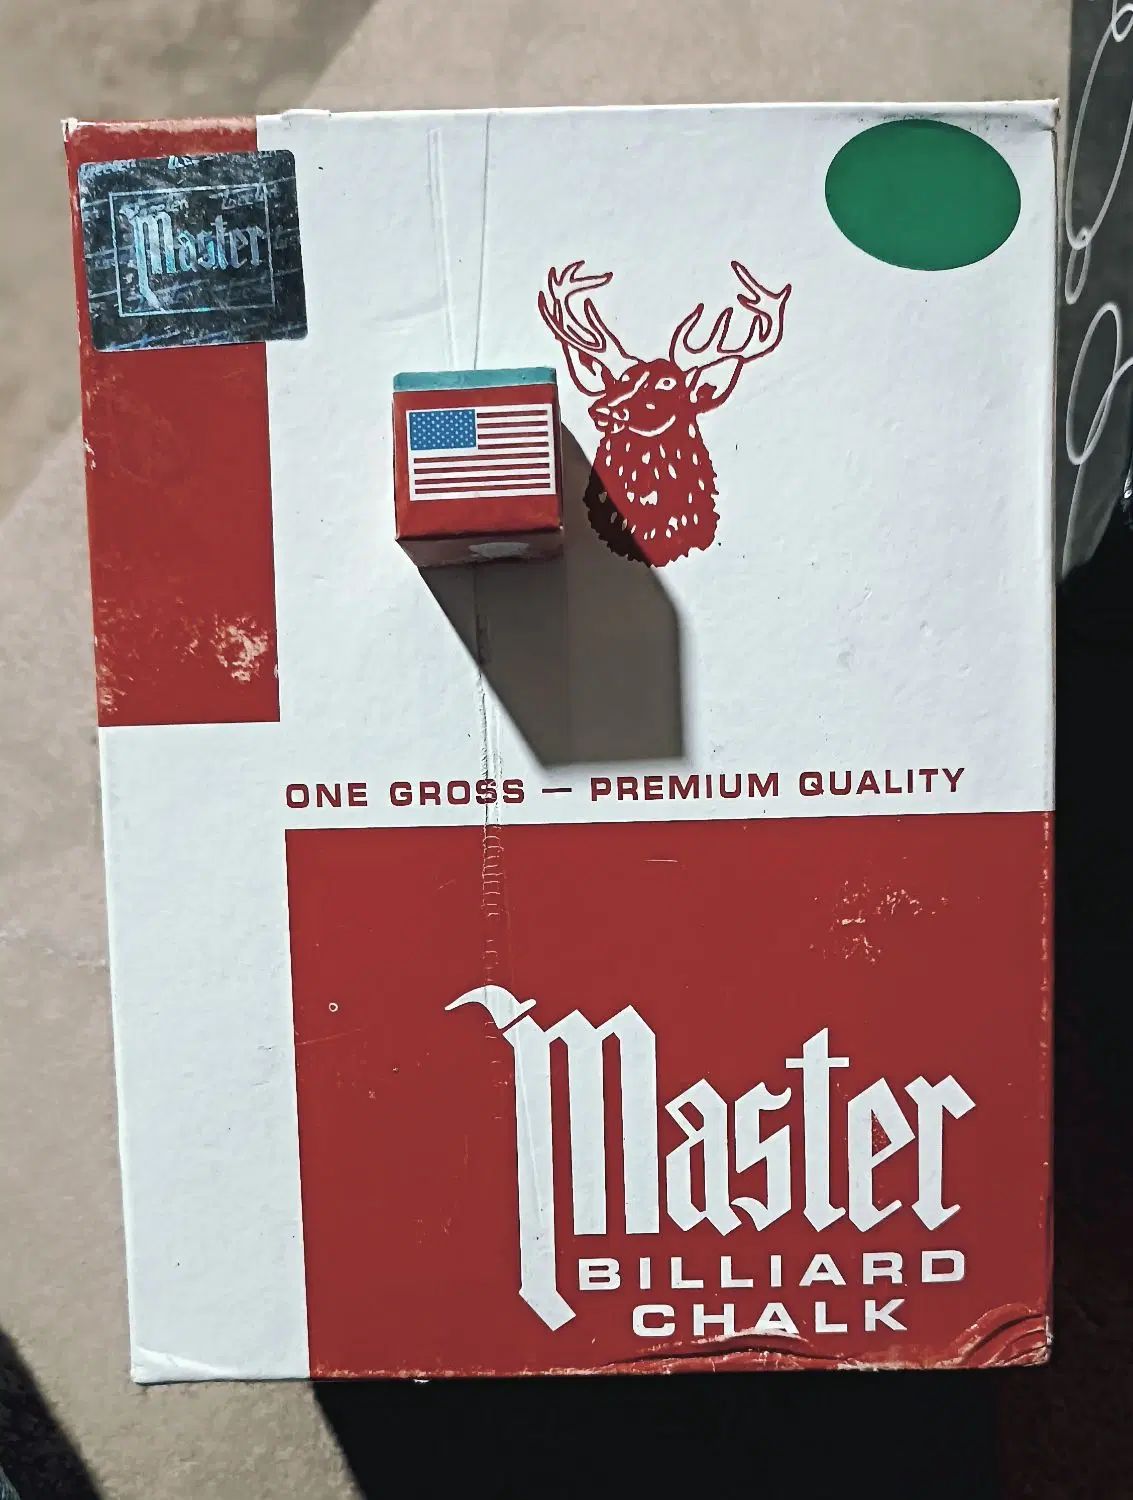 Master
ONE GROSS — PREMIUM QUALITY
Master
BILLIARD
CHALK